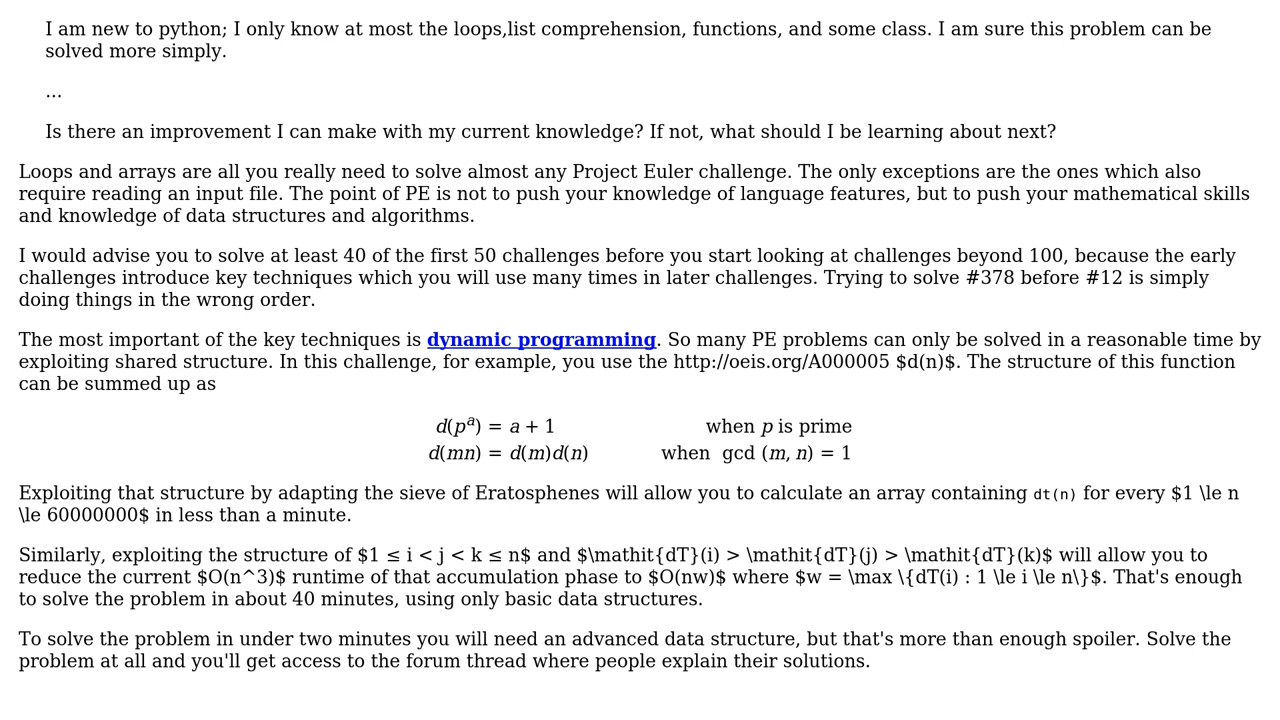 I am new to python; I only know at most the loops,list comprehension, functions, and some class. I am sure this problem can be
solved more simply.
...
Is there an improvement I can make with my current knowledge? If not, what should I be learning about next?
Loops and arrays are all you really need to solve almost any Project Euler challenge. The only exceptions are the ones which also
require reading an input file. The point of PE is not to push your knowledge of language features, but to push your mathematical skills
and knowledge of data structures and algorithms.
I would advise you to solve at least 40 of the first 50 challenges before you start looking at challenges beyond 100, because the early
challenges introduce key techniques which you will use many times in later challenges. Trying to solve #378 before #12 is simply
doing things in the wrong order.
The most important of the key techniques is dynamic programming. So many PE problems can only be solved in a reasonable time by
exploiting shared structure. In this challenge, for example, you use the http://oeis.org/A000005 $d(n)$. The structure of this function
can be summed up as
d(p^a) = a + 1 when p is prime
d(mn) = d(m)d(n) when gcd (m, n) = 1
Exploiting that structure by adapting the sieve of Eratosthenes will allow you to calculate an array containing dt(n) for every $1 \le n
\le 60000000$ in less than a minute.
Similarly, exploiting the structure of $1 ≤ i < j < k ≤ n$ and $\mathit{dT}(i) > \mathit{dT}(j) > \mathit{dT}(k)$ will allow you to
reduce the current $O(n^3)$ runtime of that accumulation phase to $O(nw)$ where $w = \max \{dT(i) : 1 \le i \le n\}$. That's enough
to solve the problem in about 40 minutes, using only basic data structures.
To solve the problem in under two minutes you will need an advanced data structure, but that's more than enough spoiler. Solve the
problem at all and you'll get access to the forum thread where people explain their solutions.